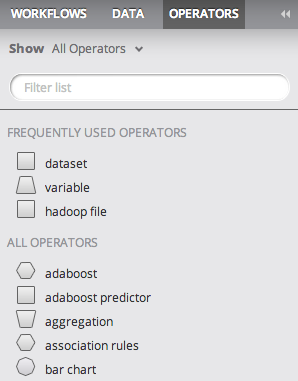 WORKFLOWS DATA OPERATORS
Show All Operators
Filter list
FREQUENTLY USED OPERATORS
dataset
variable
hadoop file
ALL OPERATORS
adaboost
adaboost predictor
aggregation
association rules
bar chart